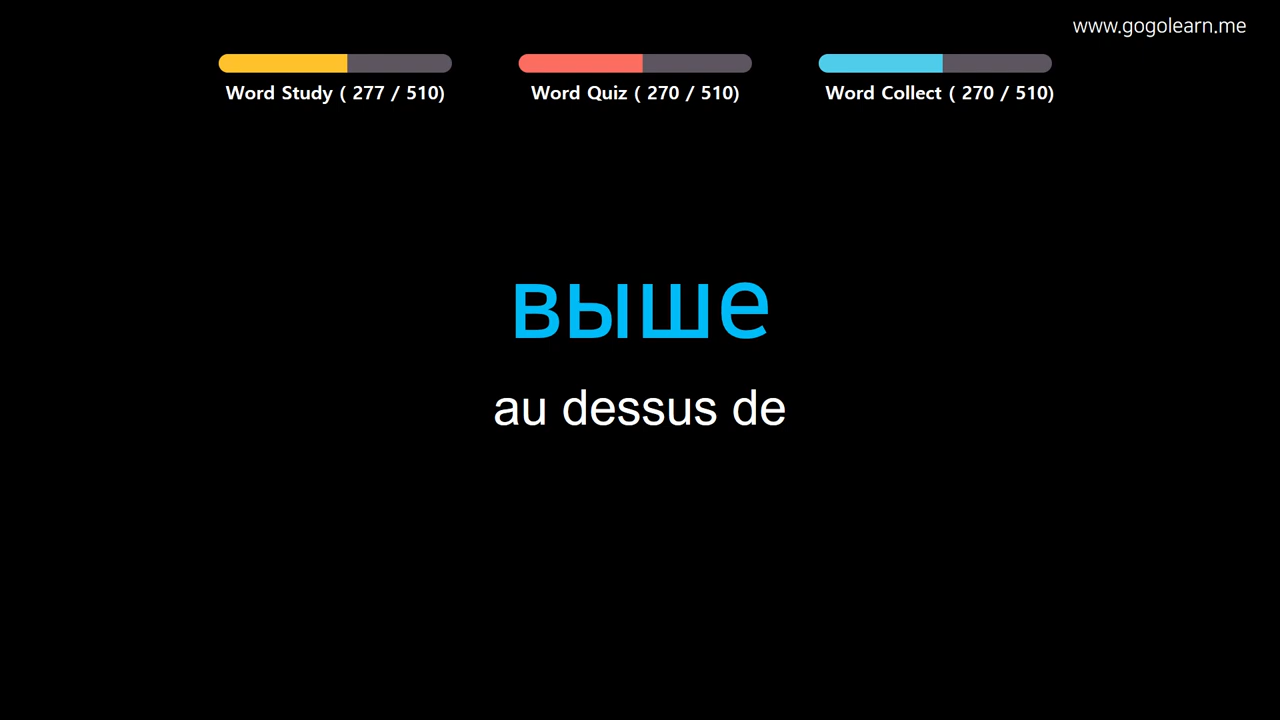 www.gogolearn.me
Word Study ( 277 / 510)
Word Quiz ( 270 / 510)
Word Collect ( 270 / 510)
выше
au dessus de